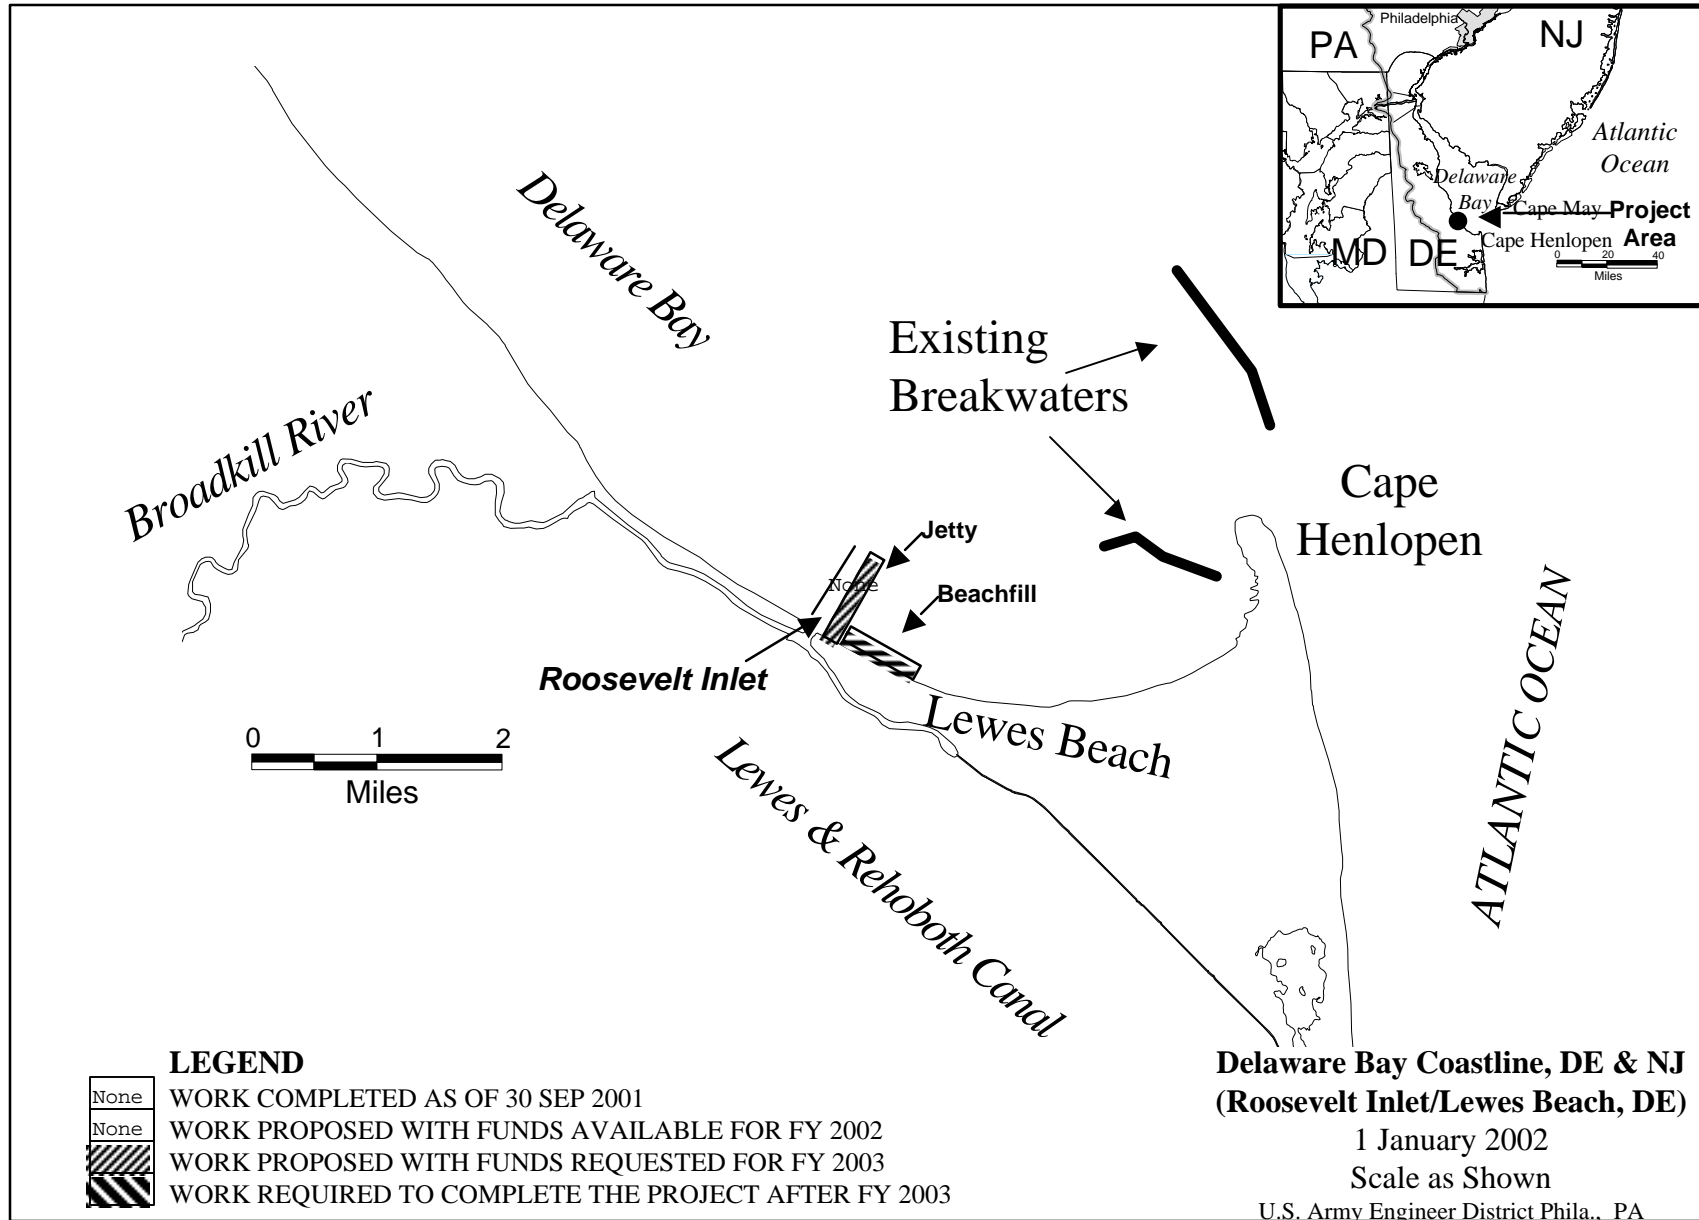 Philadelphia
PA
NJ
Atlantic
Ocean
Delaware
Bay
Cape May
Project
Area
Cape Henlopen
MD
DE
0 20 40
Miles
Delaware Bay
Existing
Breakwaters
Broadkill River
Cape
Henlopen
Jetty
None
Beachfill
Roosevelt Inlet
Lewes Beach
ATLANTIC OCEAN
0 1 2
Miles
Lewes & Rehoboth Canal
LEGEND
None WORK COMPLETED AS OF 30 SEP 2001
None WORK PROPOSED WITH FUNDS AVAILABLE FOR FY 2002
WORK PROPOSED WITH FUNDS REQUESTED FOR FY 2003
WORK REQUIRED TO COMPLETE THE PROJECT AFTER FY 2003
Delaware Bay Coastline, DE & NJ
(Roosevelt Inlet/Lewes Beach, DE)
1 January 2002
Scale as Shown
U.S. Army Engineer District Phila., PA